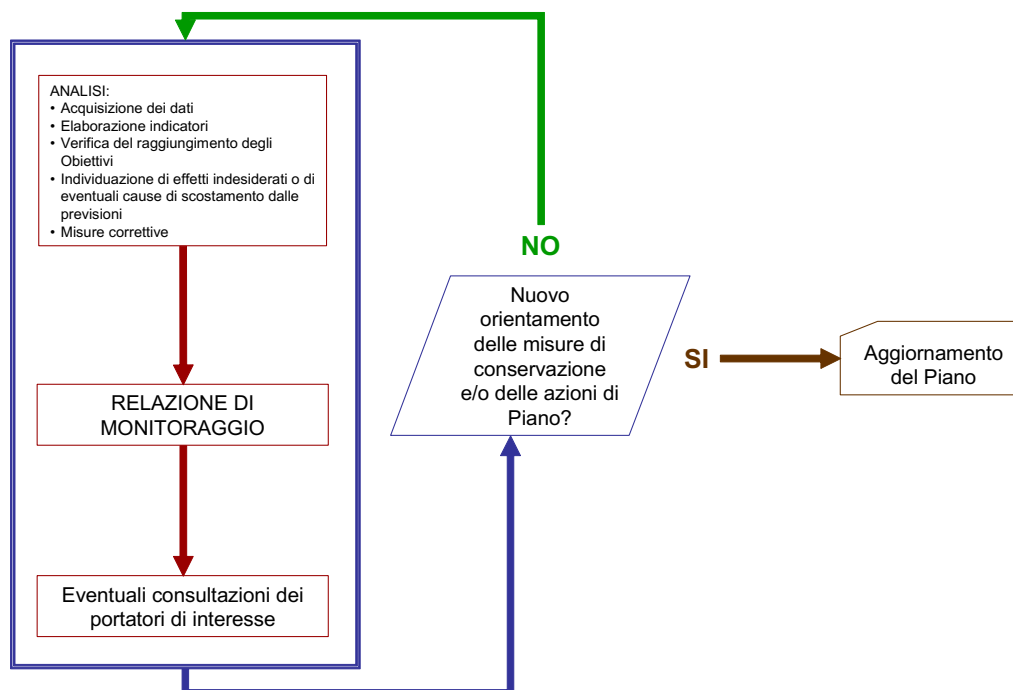 ANALISI:
• Acquisizione dei dati
• Elaborazione indicatori
• Verifica del raggiungimento degli
Obiettivi
• Individuazione di effetti indesiderati o di
eventuali cause di scostamento dalle
previsioni
• Misure correttive
RELAZIONE DI
MONITORAGGIO
Eventuali consultazioni dei
portatori di interesse
NO
Nuovo
orientamento
delle misure di
conservazione
e/o delle azioni di
Piano?
SI
Aggiornamento
del Piano